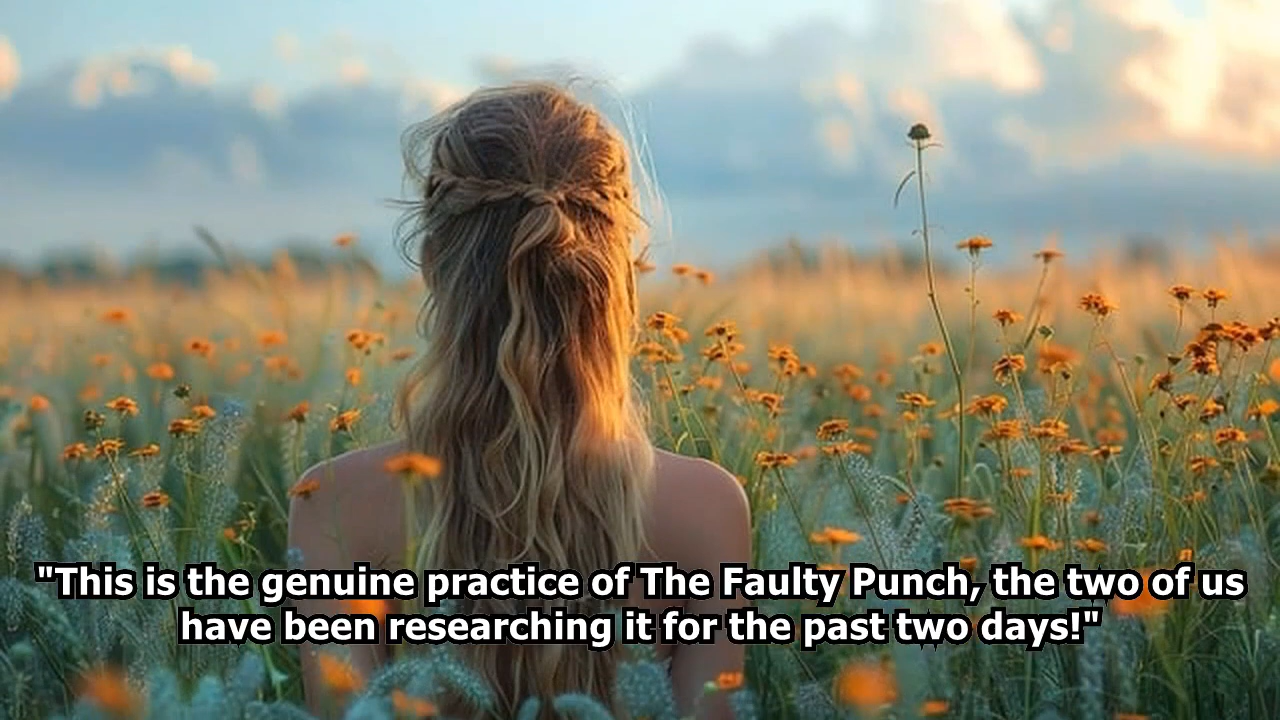 "This is the genuine practice of The Faulty Punch, the two of us
have been researching it for the past two days!"